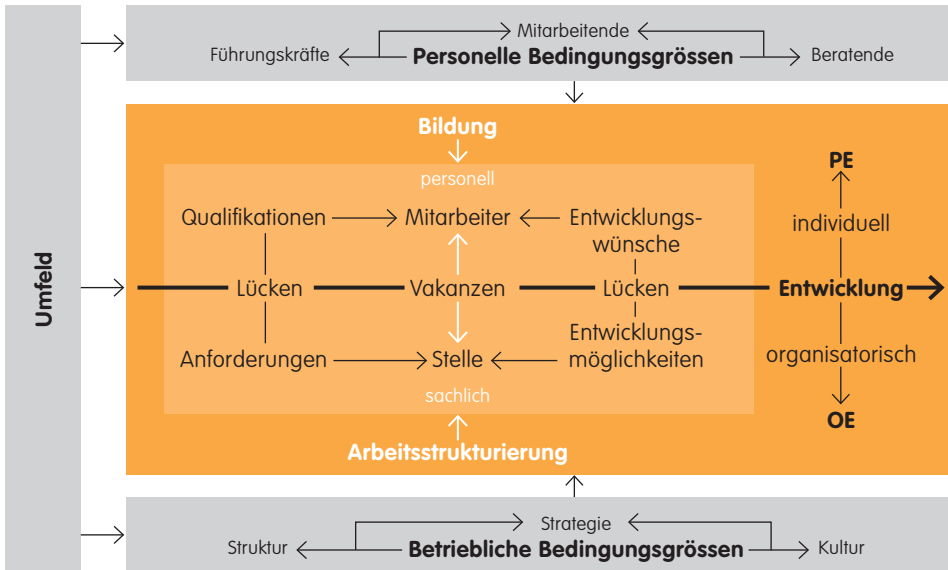 Umfeld
Mitarbeitende
Führungskräfte
Beratende
Personelle Bedingungsgrössen
Bildung
personell
PE
Qualifikationen
Mitarbeiter
Entwicklungs-
wünsche
individuell
Lücken
Vakanzen
Lücken
Entwicklung
Anforderungen
Stelle
Entwicklungs-
möglichkeiten
organisatorisch
sachlich
OE
Arbeitsstrukturierung
Strategie
Struktur
Betriebliche Bedingungsgrössen
Kultur